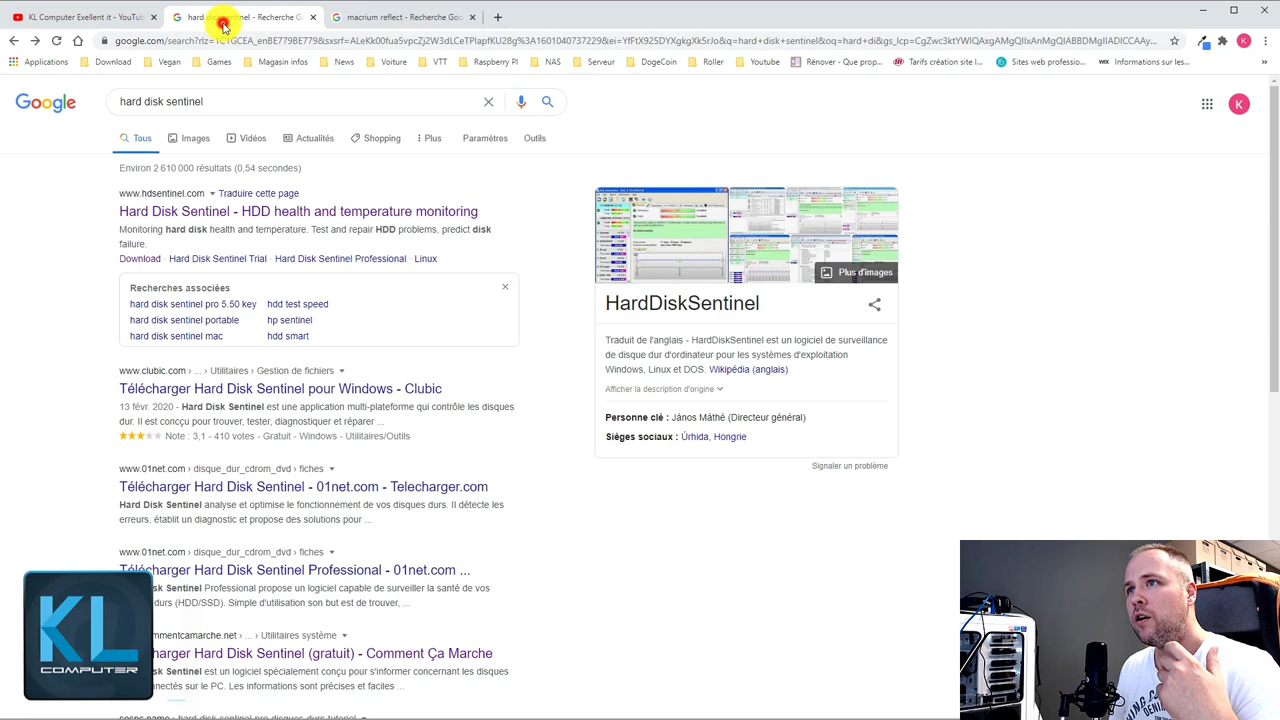 KL Computer Exellent it - YouTub
hard disk sentinel - Recherche Go
macrium reflect - Recherche Goo
Applications
Download
Vegan
Games
Magasin infos
News
Voiture
VTT
Raspberry PI
NAS
Serveur
DogeCoin
Roller
Youtube
Rénover - Que prop...
Tarifs création site I...
Sites web professio...
Informations sur les...
Google
hard disk sentinel
K
Tous
Images
Vidéos
Actualités
Shopping
Plus
Paramètres
Outils
Environ 2 610 000 résultats (0,54 secondes)
www.hdsentinel.com Traduire cette page
Hard Disk Sentinel - HDD health and temperature monitoring
Monitoring hard disk health and temperature. Test and repair HDD problems, predict disk
failure.
Download · Hard Disk Sentinel Trial · Hard Disk Sentinel Professional · Linux
Recherches associées
hard disk sentinel pro 5.50 key
hdd test speed
hard disk sentinel portable
hp sentinel
hard disk sentinel mac
hdd smart
www.clubic.com › ... › Utilitaires › Gestion de fichiers
Télécharger Hard Disk Sentinel pour Windows - Clubic
13 févr. 2020 - Hard Disk Sentinel est une application multi-plateforme qui contrôle les disques
dur. Il est conçu pour trouver, tester, diagnostiquer et réparer ...
Note : 3,1 - 410 votes - Gratuit - Windows - Utilitaires/Outils
www.01net.com › disque_dur_cdrom_dvd › fiches
Télécharger Hard Disk Sentinel - 01net.com - Telecharger.com
Hard Disk Sentinel analyse et optimise le fonctionnement de vos disques durs. Il détecte les
erreurs, établit un diagnostic et propose des solutions pour ...
www.01net.com › disque_dur_cdrom_dvd › fiches
Télécharger Hard Disk Sentinel Professional - 01net.com ...
k Sentinel Professional propose un logiciel capable de surveiller la santé de vos
durs (HDD/SSD). Simple d'utilisation son but est de trouver, ...
mmentcamarche.net › ... › Utilitaires système
harger Hard Disk Sentinel (gratuit) - Comment Ça Marche
k Sentinel est un logiciel spécialement conçu pour s'informer concernant les disques
nectés sur le PC. Les informations sont précises et faciles ...
Plus d'images
HardDiskSentinel
Traduit de l'anglais - HardDiskSentinel est un logiciel de surveillance
de disque dur d'ordinateur pour les systèmes d'exploitation
Windows, Linux et DOS. Wikipédia (anglais)
Afficher la description d'origine
Personne clé : János Máthé (Directeur général)
Sièges sociaux : Úrhida, Hongrie
Signaler un problème
KL
COMPUTER